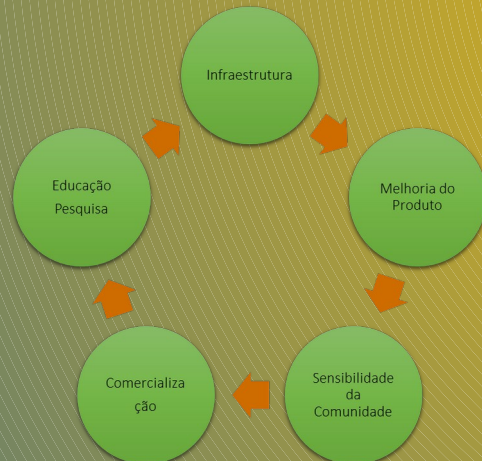 Infraestrutura
Melhoria do
Produto
Sensibilidade
da
Comunidade
Comercializa
ção
Educação
Pesquisa